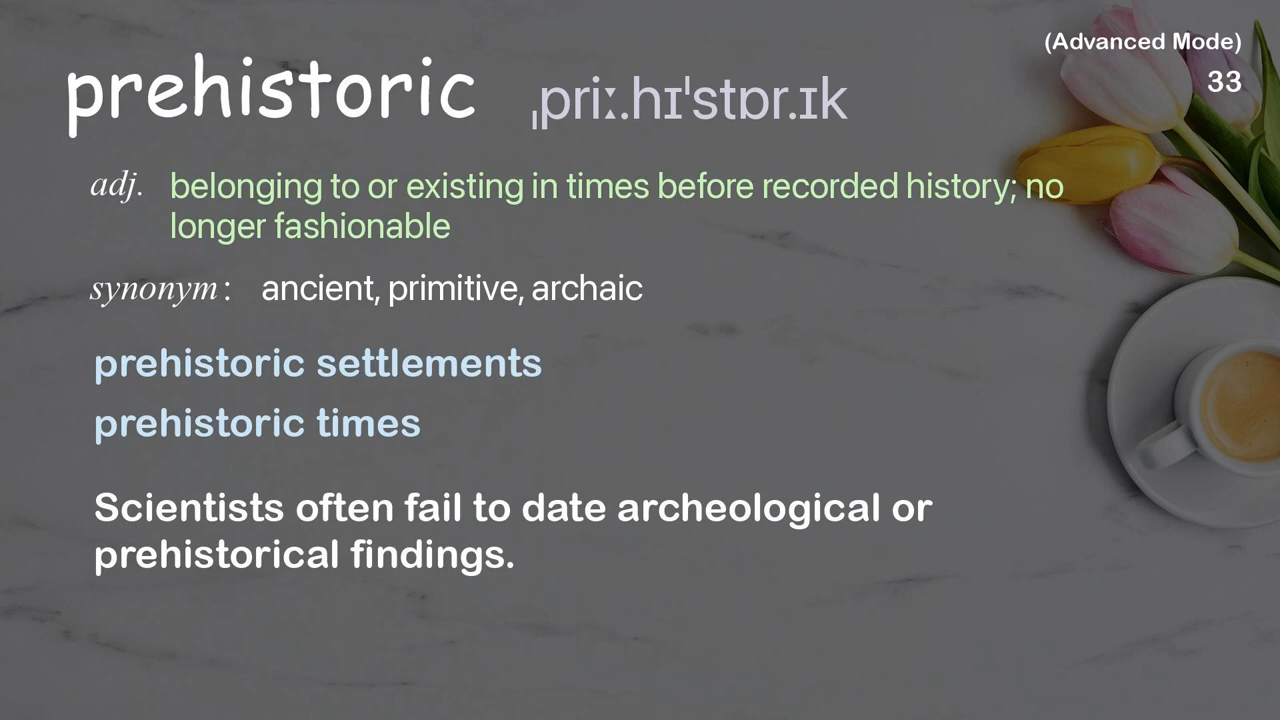 (Advanced Mode)
33
prehistoric ˌpriː.hɪˈstɒr.ɪk
adj. belonging to or existing in times before recorded history; no
longer fashionable
synonym : ancient, primitive, archaic
prehistoric settlements
prehistoric times
Scientists often fail to date archeological or
prehistorical findings.